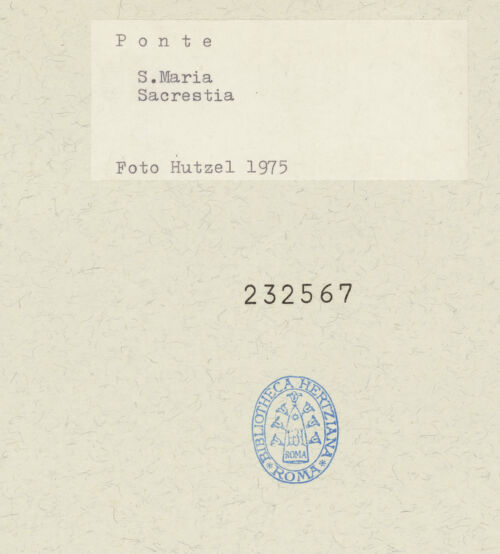 Ponte
S.Maria
Sacrestia
Foto Hutzel 1975
232567
BIBLIOTHECA HERTZIANA
ROMA
ROMA